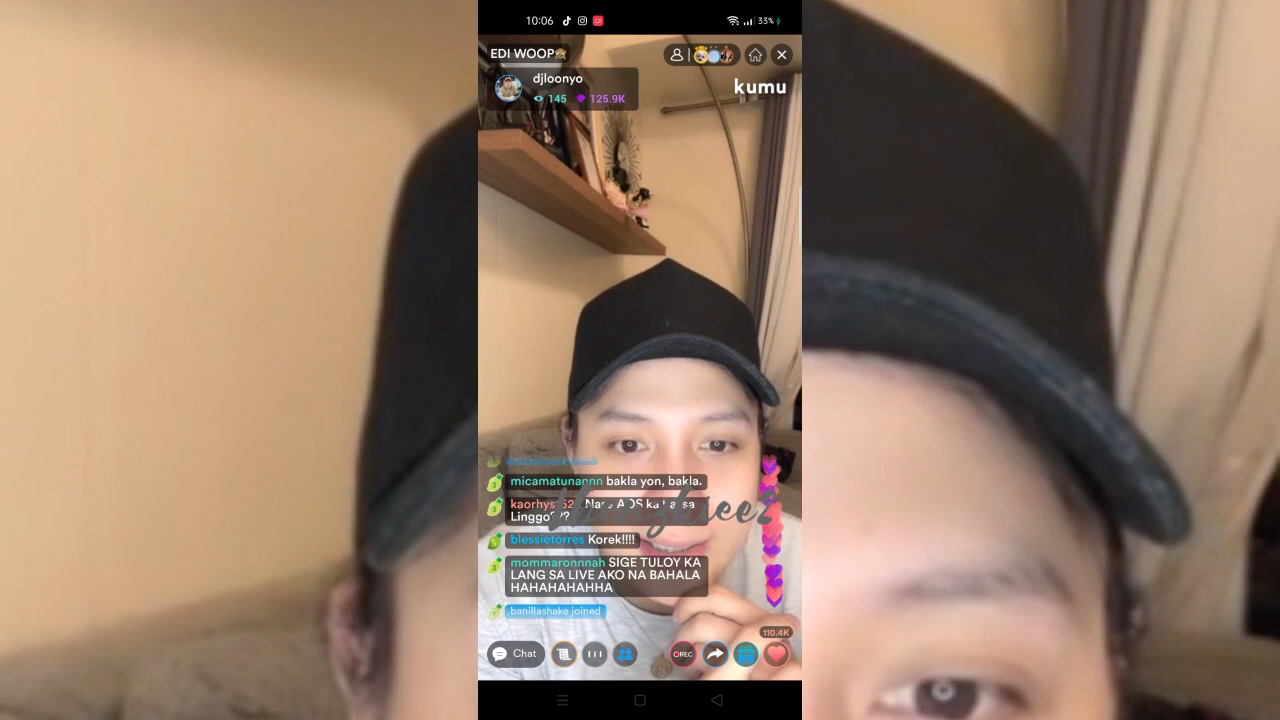 10:06
33%
EDI WOOP
djloonyo
145
125.9K
kumu
micamatunannn bakla yon, bakla.
sa
Linggo
blessietorres Korek!!!!
mommaronnnah SIGE TULOY KA
LANG SA LIVE AKO NA BAHALA
HAHAHAHAHHA
banillashake joined
110.4K
Chat
REC